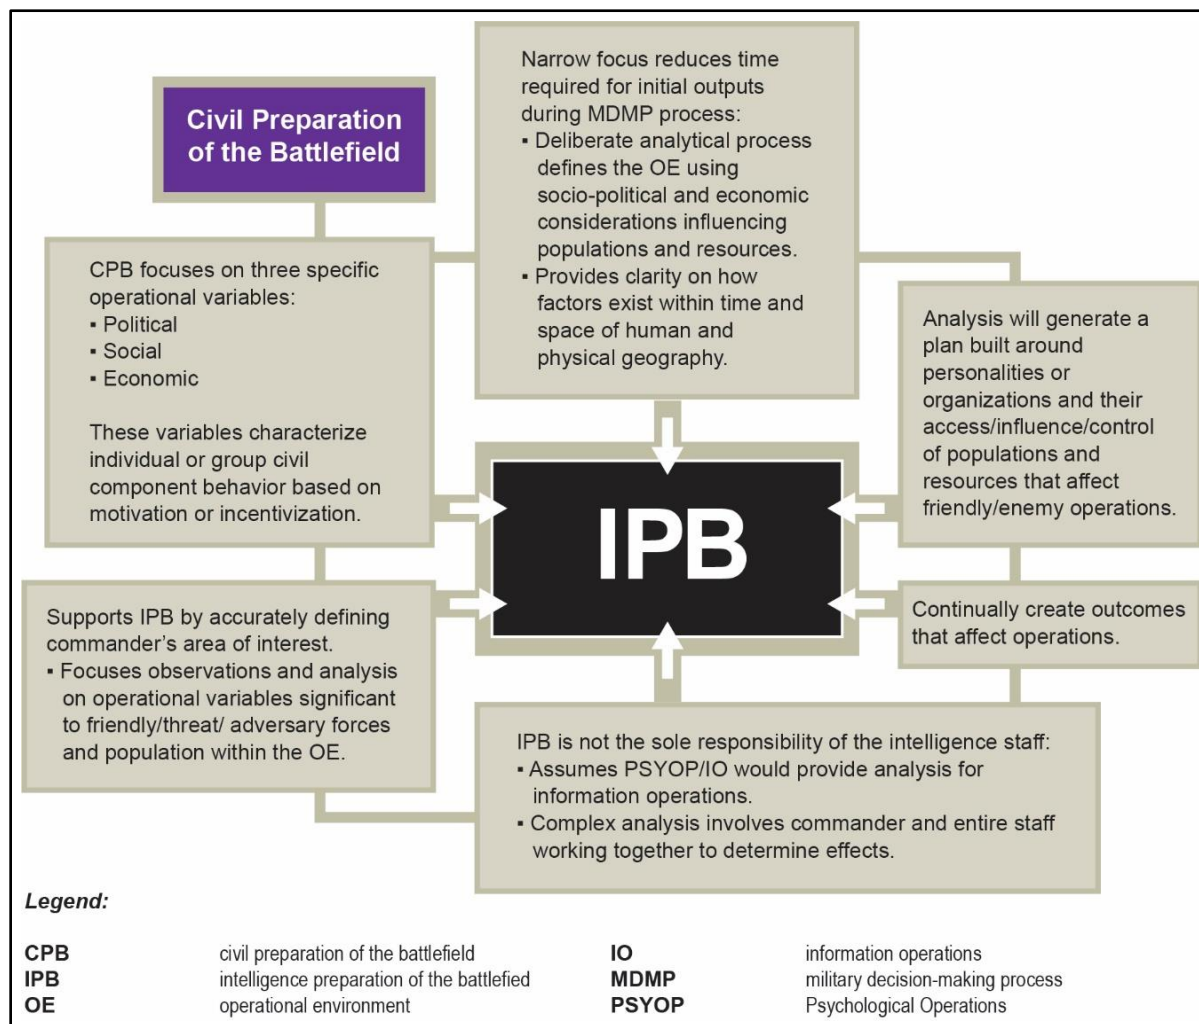 Civil Preparation
of the Battlefield
Narrow focus reduces time
required for initial outputs
during MDMP process:
▪ Deliberate analytical process
defines the OE using
socio-political and economic
considerations influencing
populations and resources.
▪ Provides clarity on how
factors exist within time and
space of human and
physical geography.
CPB focuses on three specific
operational variables:
▪ Political
▪ Social
▪ Economic
These variables characterize
individual or group civil
component behavior based on
motivation or incentivization.
Analysis will generate a
plan built around
personalities or
organizations and their
access/influence/control
of populations and
resources that affect
friendly/enemy operations.
IPB
Supports IPB by accurately defining
commander’s area of interest.
▪ Focuses observations and analysis
on operational variables significant
to friendly/threat/ adversary forces
and population within the OE.
Continually create outcomes
that affect operations.
IPB is not the sole responsibility of the intelligence staff:
▪ Assumes PSYOP/IO would provide analysis for
information operations.
▪ Complex analysis involves commander and entire staff
working together to determine effects.
Legend:
CPB civil preparation of the battlefield
IPB intelligence preparation of the battlefied
OE operational environment
IO information operations
MDMP military decision-making process
PSYOP Psychological Operations